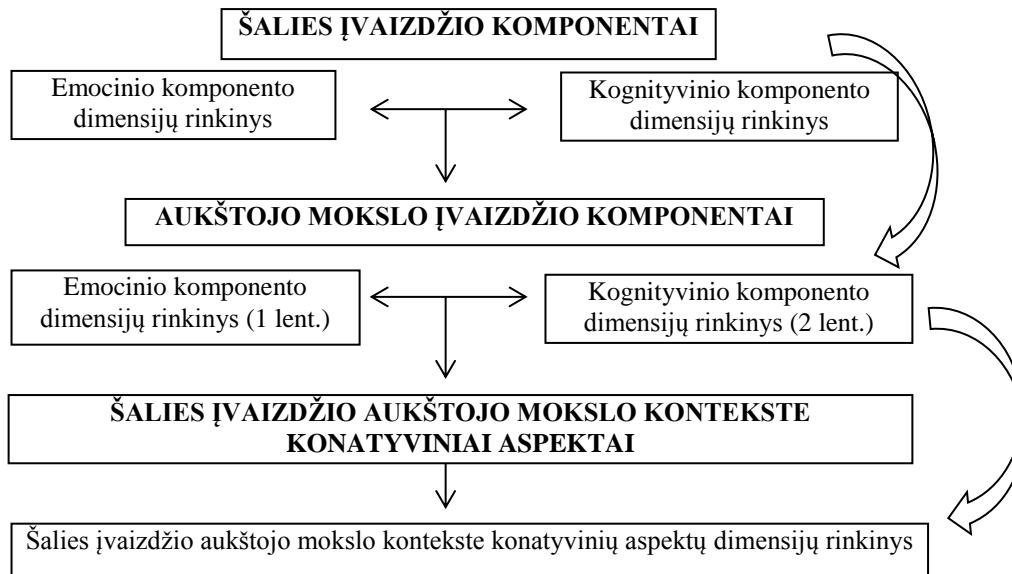 ŠALIES ĮVAIZDŽIO KOMPONENTAI
Emocinio komponento
dimensijų rinkinys
Kognityvinio komponento
dimensijų rinkinys
AUKŠTOJO MOKSLO ĮVAIZDŽIO KOMPONENTAI
Emocinio komponento
dimensijų rinkinys (1 lent.)
Kognityvinio komponento
dimensijų rinkinys (2 lent.)
ŠALIES ĮVAIZDŽIO AUKŠTOJO MOKSLO KONTEKSTE
KONATYVINIAI ASPEKTAI
Šalies įvaizdžio aukštojo mokslo kontekste konatyvinių aspektų dimensijų rinkinys